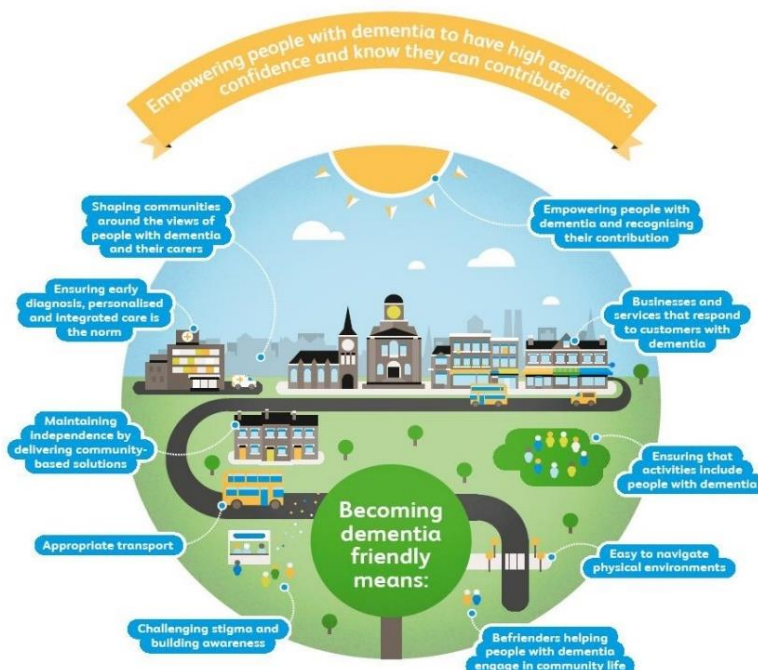 Empowering people with dementia to have high aspirations,
confidence and know they can contribute
Shaping communities
around the views of
people with dementia
and their carers
Empowering people with
dementia and recognising
their contribution
Ensuring early
diagnosis, personalised
and integrated care is
the norm
Businesses and
services that respond
to customers with
dementia
Maintaining
independence by
delivering community-
based solutions
Ensuring that
activities include
people with dementia
Becoming
dementia
friendly
means:
Appropriate transport
Easy to navigate
physical environments
Challenging stigma and
building awareness
Befrienders helping
people with dementia
engage in community life